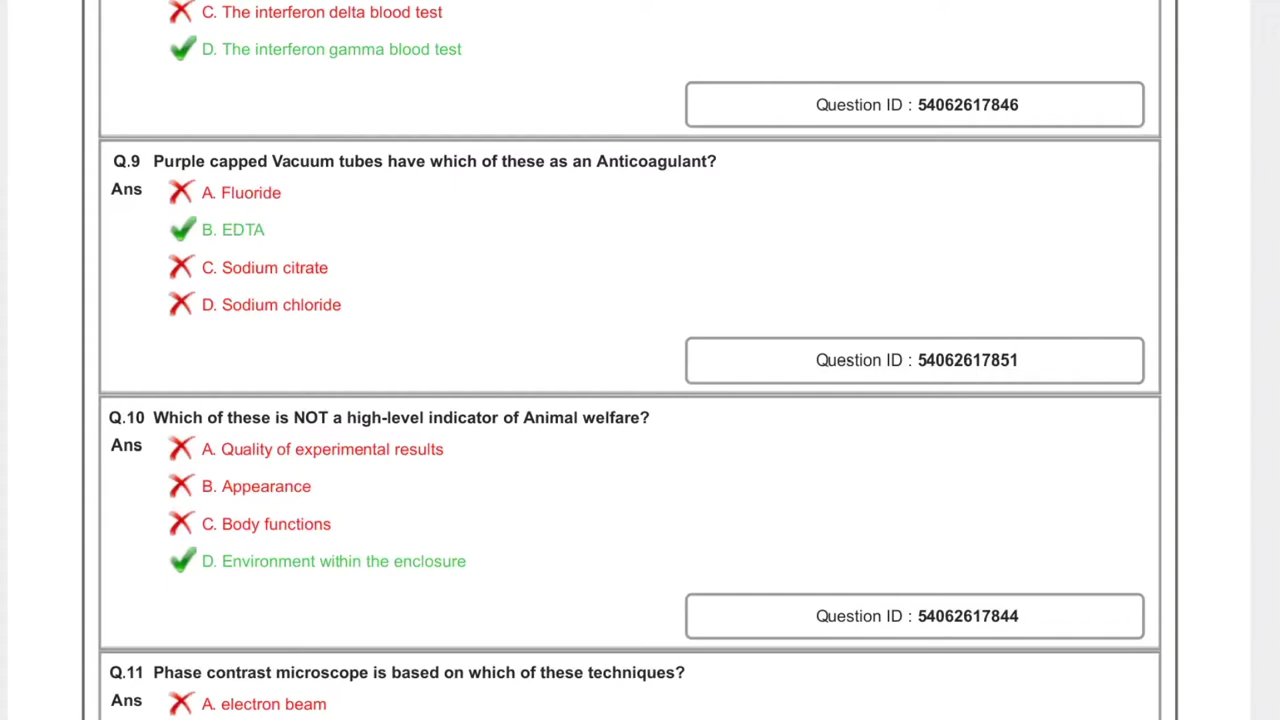 C. The interferon delta blood test
D. The interferon gamma blood test
Question ID : 54062617846
Q.9 Purple capped Vacuum tubes have which of these as an Anticoagulant?
Ans A. Fluoride
B. EDTA
C. Sodium citrate
D. Sodium chloride
Question ID : 54062617851
Q.10 Which of these is NOT a high-level indicator of Animal welfare?
Ans A. Quality of experimental results
B. Appearance
C. Body functions
D. Environment within the enclosure
Question ID : 54062617844
Q.11 Phase contrast microscope is based on which of these techniques?
Ans A. electron beam